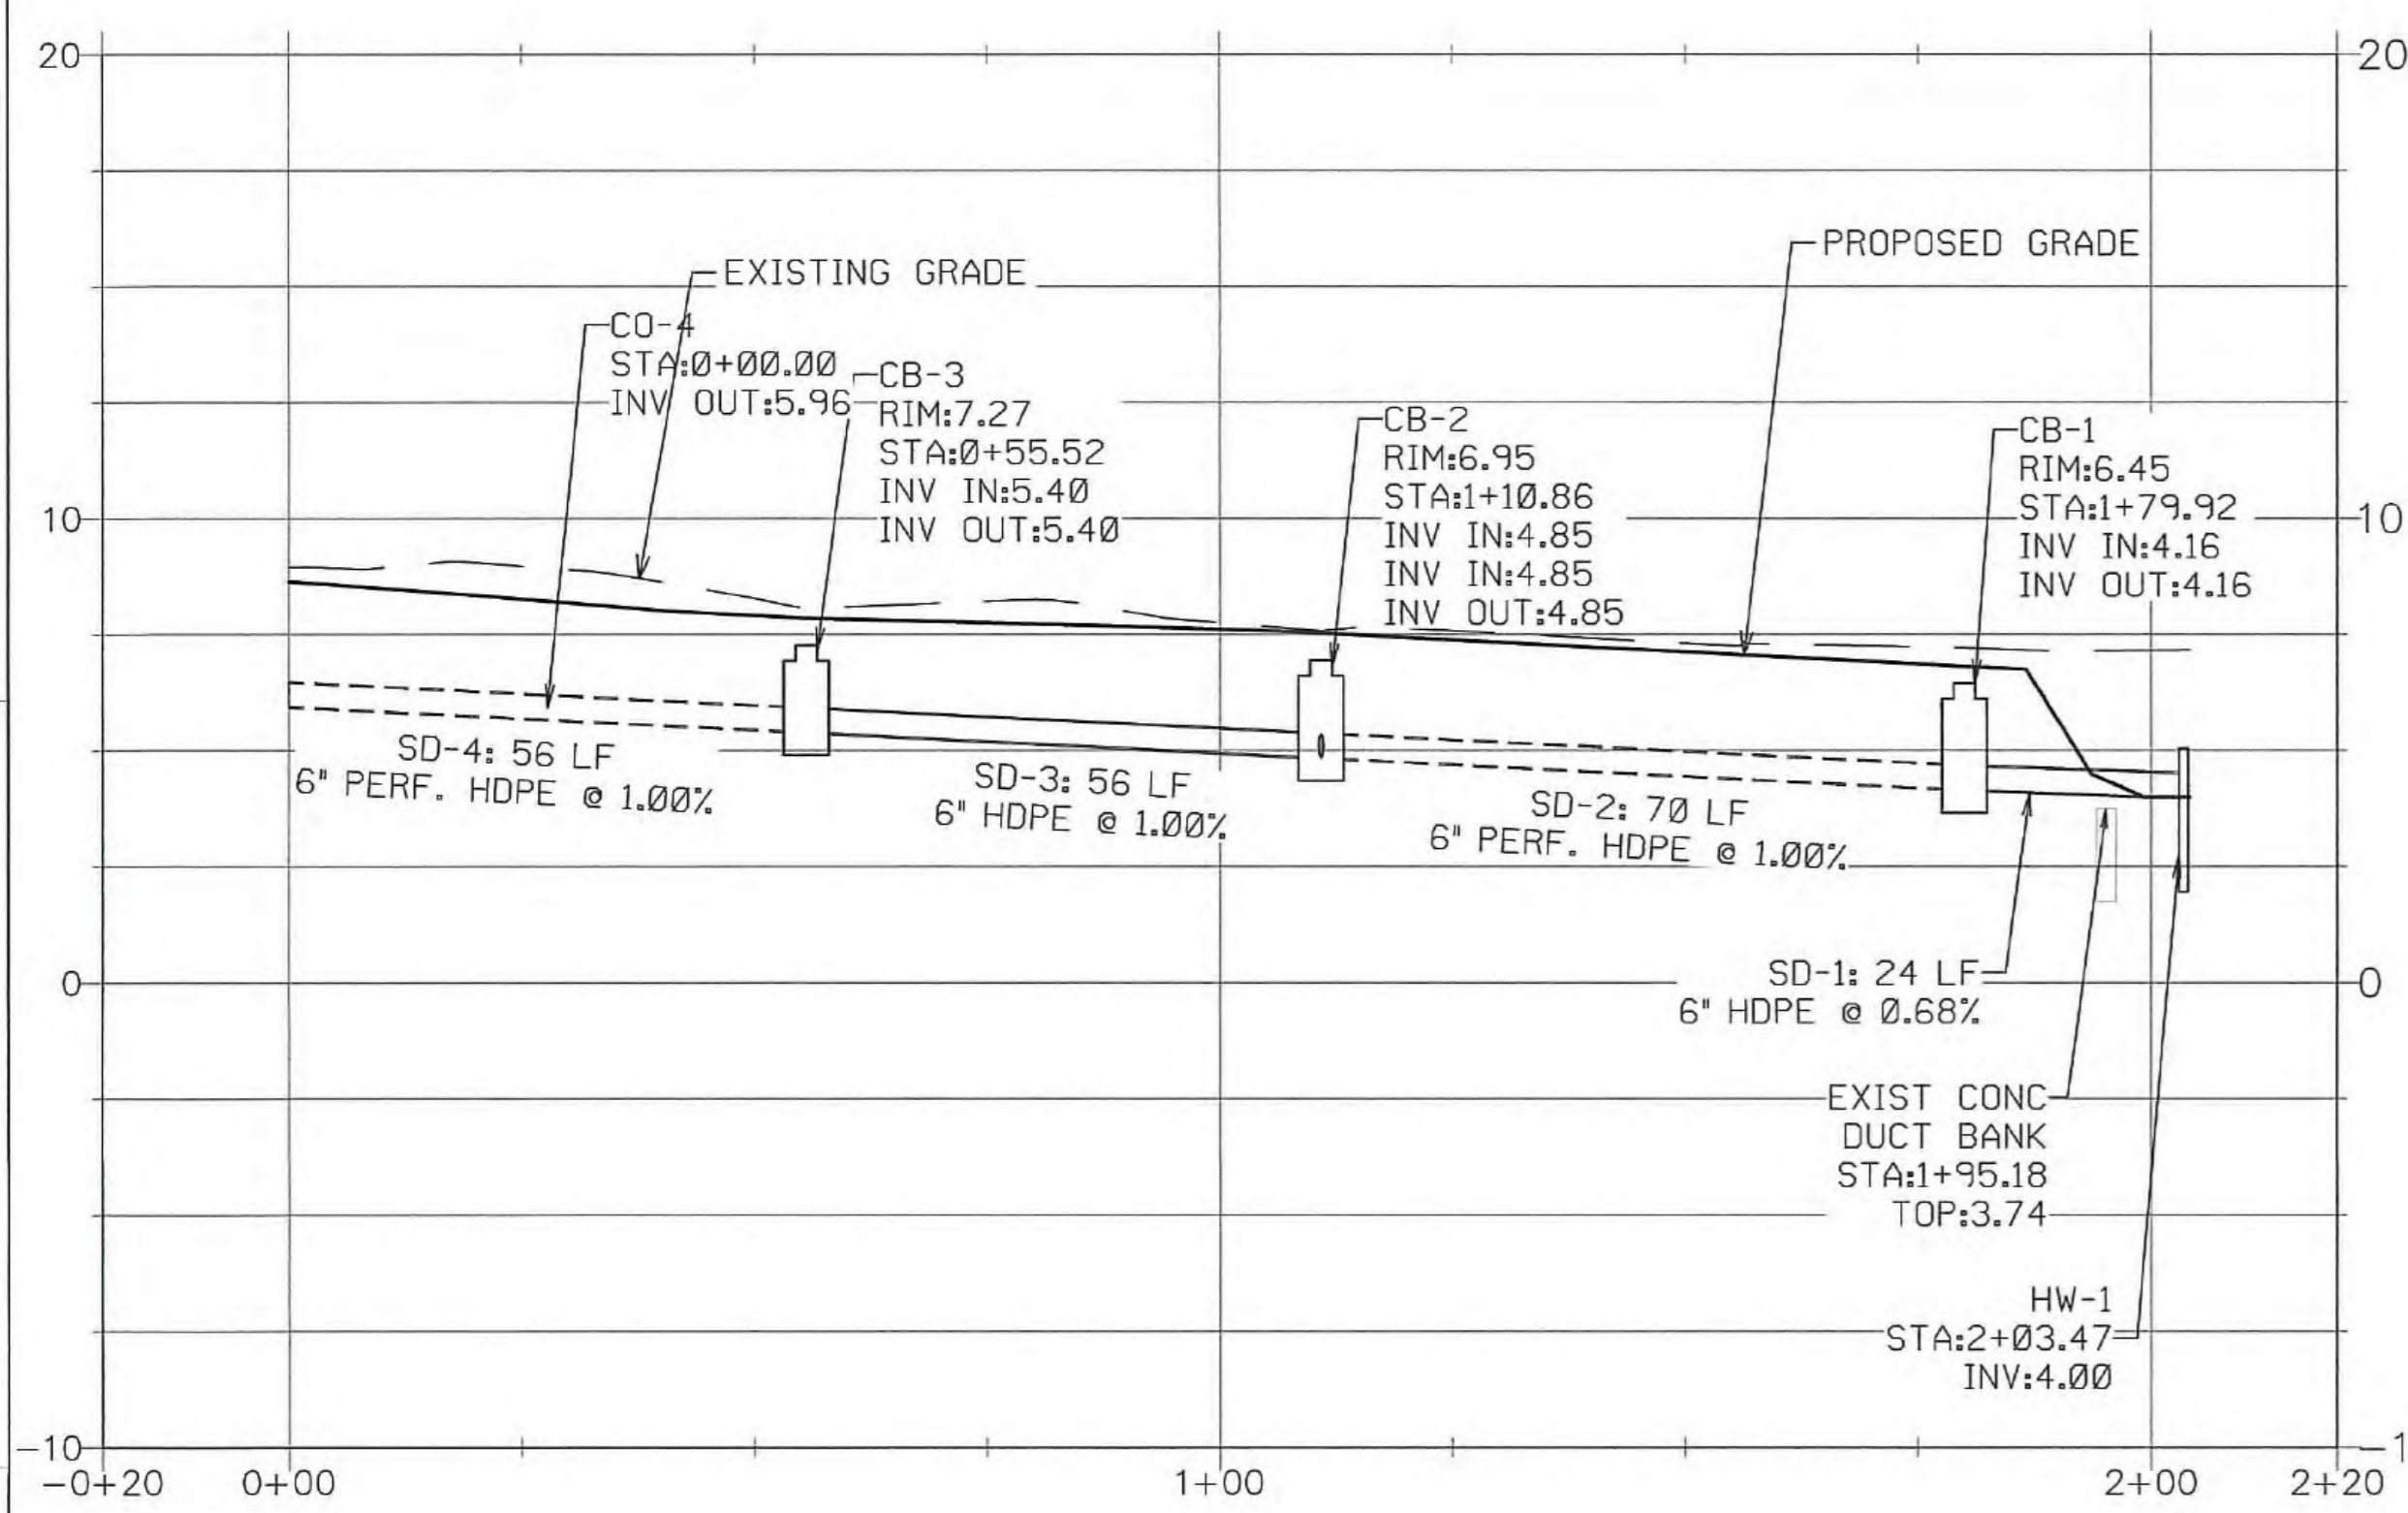 20
20
PROPOSED GRADE
EXISTING GRADE
CO-4
STA:0+00.00
INV OUT:5.96
CB-3
RIM:7.27
STA:0+55.52
INV IN:5.40
INV OUT:5.40
CB-2
RIM:6.95
STA:1+10.86
INV IN:4.85
INV IN:4.85
INV OUT:4.85
CB-1
RIM:6.45
STA:1+79.92
INV IN:4.16
INV OUT:4.16
10
10
SD-4: 56 LF
6" PERF. HDPE @ 1.00%
SD-3: 56 LF
6" HDPE @ 1.00%
SD-2: 70 LF
6" PERF. HDPE @ 1.00%
0
0
SD-1: 24 LF
6" HDPE @ 0.68%
EXIST CONC
DUCT BANK
STA:1+95.18
TOP:3.74
HW-1
STA:2+03.47
INV:4.00
-10
-1
-0+20
0+00
1+00
2+00
2+20